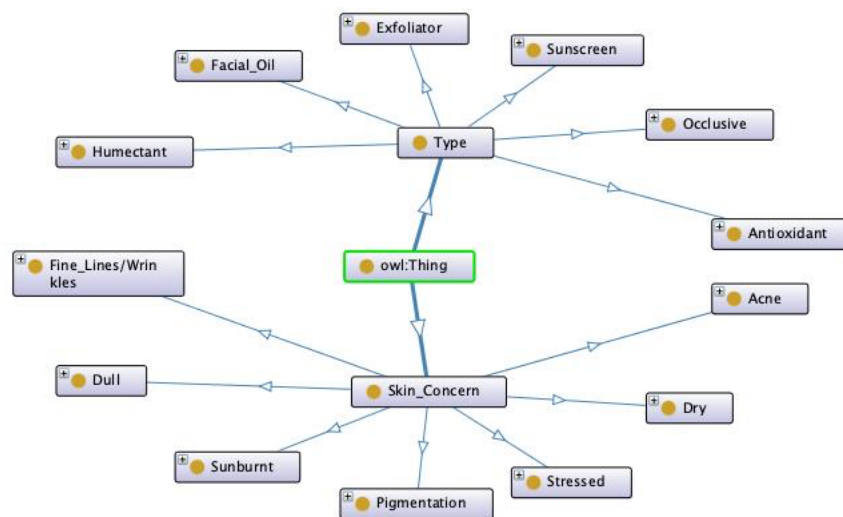 Exfoliator
Sunscreen
Facial_Oil
Occlusive
Type
Humectant
Antioxidant
Fine_Lines/Wrin
kles
owl:Thing
Acne
Dull
Skin_Concern
Dry
Sunburnt
Stressed
Pigmentation